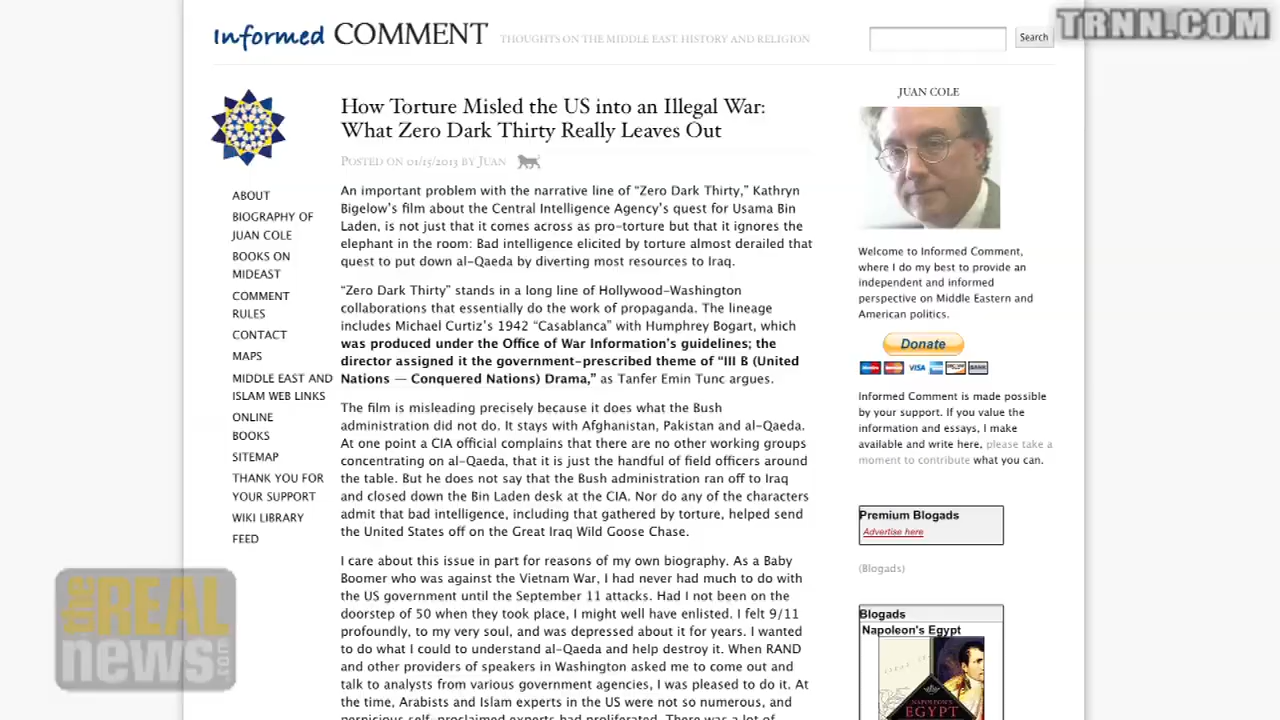 TRNN.COM
Informed COMMENT
THOUGHTS ON THE MIDDLE EAST, HISTORY AND RELIGION
Search
How Torture Misled the US into an Illegal War:
What Zero Dark Thirty Really Leaves Out
POSTED ON 01/15/2013 BY JUAN
ABOUT
BIOGRAPHY OF
JUAN COLE
BOOKS ON
MIDEAST
COMMENT
RULES
CONTACT
MAPS
MIDDLE EAST AND
ISLAM WEB LINKS
ONLINE
BOOKS
SITEMAP
THANK YOU FOR
YOUR SUPPORT
WIKI LIBRARY
FEED
An important problem with the narrative line of “Zero Dark Thirty,” Kathryn
Bigelow’s film about the Central Intelligence Agency’s quest for Usama Bin
Laden, is not just that it comes across as pro-torture but that it ignores the
elephant in the room: Bad intelligence elicited by torture almost derailed that
quest to put down al-Qaeda by diverting most resources to Iraq.
“Zero Dark Thirty” stands in a long line of Hollywood-Washington
collaborations that essentially do the work of propaganda. The lineage
includes Michael Curtiz’s 1942 “Casablanca” with Humphrey Bogart, which
was produced under the Office of War Information’s guidelines; the
director assigned it the government-prescribed theme of “III B (United
Nations — Conquered Nations) Drama,” as Tanfer Emin Tunc argues.
The film is misleading precisely because it does what the Bush
administration did not do. It stays with Afghanistan, Pakistan and al-Qaeda.
At one point a CIA official complains that there are no other working groups
concentrating on al-Qaeda, that it is just the handful of field officers around
the table. But he does not say that the Bush administration ran off to Iraq
and closed down the Bin Laden desk at the CIA. Nor do any of the characters
admit that bad intelligence, including that gathered by torture, helped send
the United States off on the Great Iraq Wild Goose Chase.
I care about this issue in part for reasons of my own biography. As a Baby
Boomer who was against the Vietnam War, I had never had much to do with
the US government until the September 11 attacks. Had I not been on the
doorstep of 50 when they took place, I might well have enlisted. I felt 9/11
profoundly, to my very soul, and was depressed about it for years. I wanted
to do what I could to understand al-Qaeda and help destroy it. When RAND
and other providers of speakers in Washington asked me to come out and
talk to analysts from various government agencies, I was pleased to do it. At
the time, Arabists and Islam experts in the US were not so numerous, and
pernicious self-proclaimed experts had proliferated. There was a lot of
JUAN COLE
Welcome to Informed Comment,
where I do my best to provide an
independent and informed
perspective on Middle Eastern and
American politics.
Donate
VISA
Informed Comment is made possible
by your support. If you value the
information and essays, I make
available and write here, please take a
moment to contribute what you can.
Premium Blogads
Advertise here
(Blogads)
Blogads
Napoleon's Egypt
NAPOLEON'S
EGYPT
the REAL
news.com